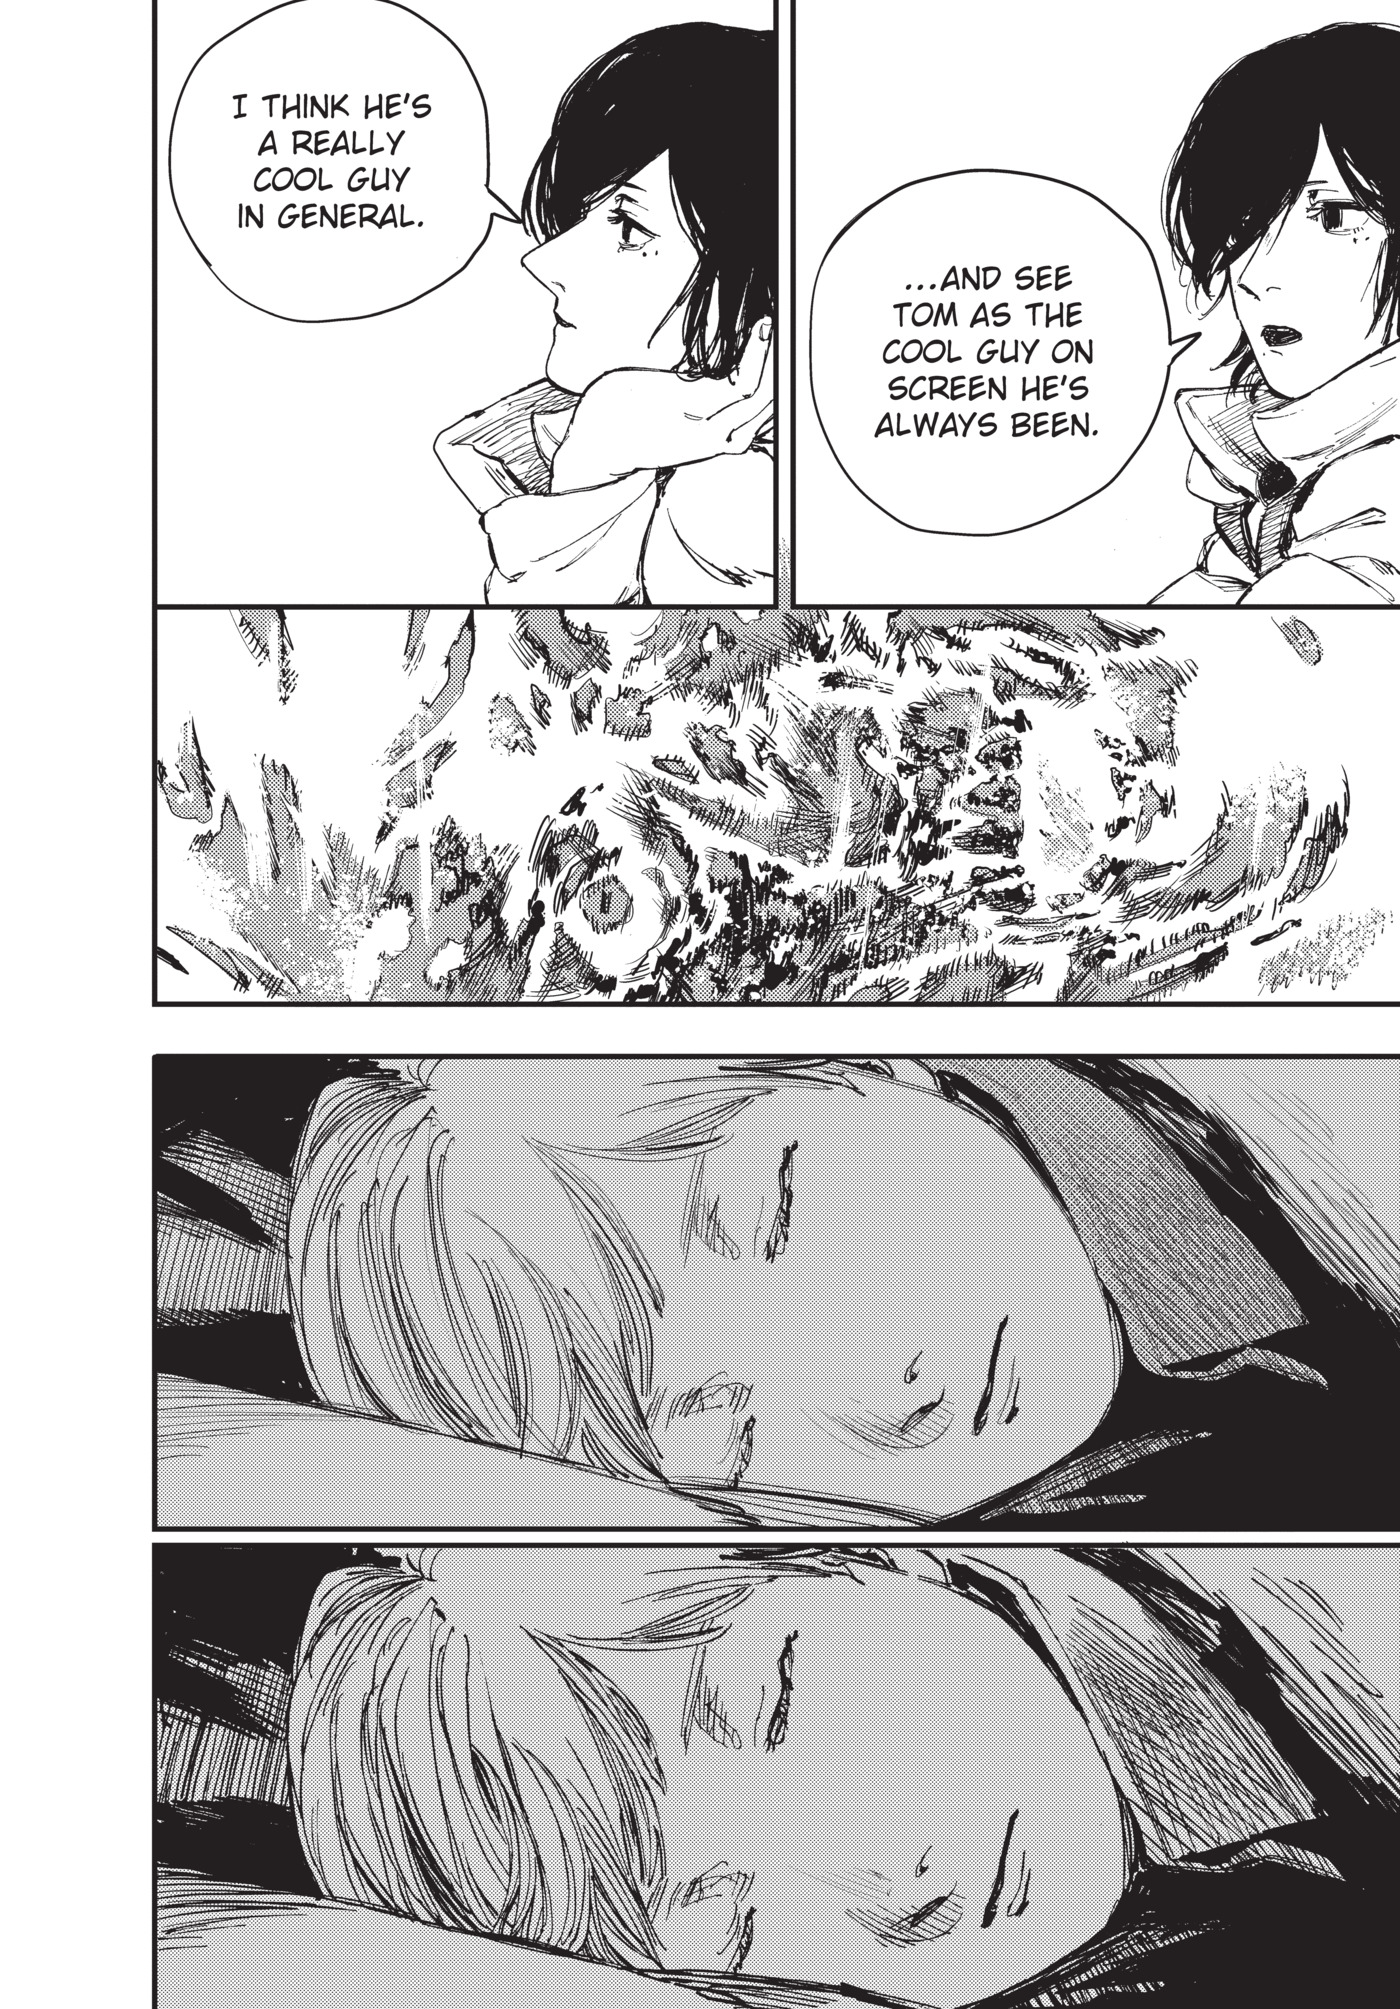 ...AND SEE
TOM AS THE
COOL GUY ON
SCREEN HE'S
ALWAYS BEEN.
I THINK HE'S
A REALLY
COOL GUY
IN GENERAL.